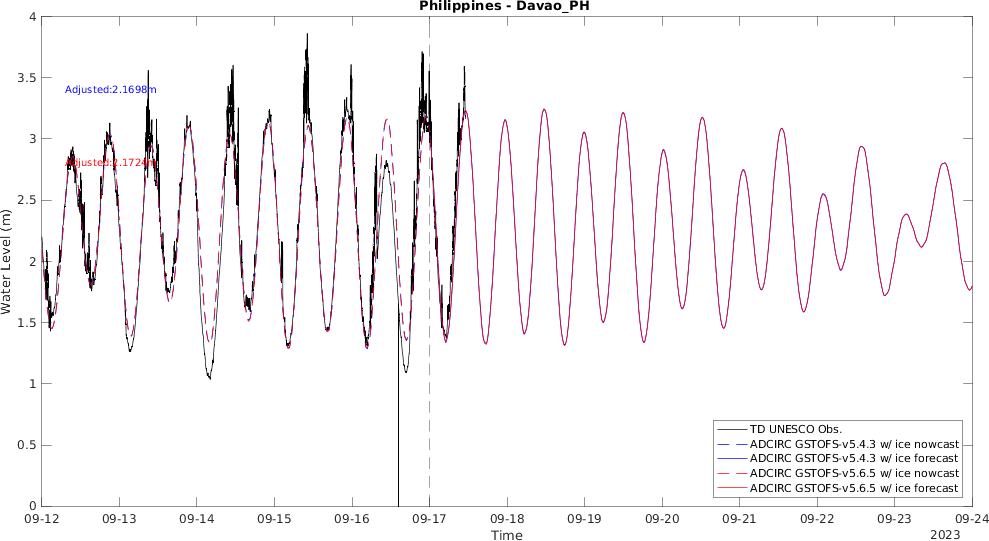 Philippines - Davao_PH
Water Level (m)
4
3.5
3
2.5
2
1.5
1
0.5
0
Adjusted:2.1698m
Adjusted:2.1724m
TD UNESCO Obs.
ADCIRC GSTOFS-v5.4.3 w/ ice nowcast
ADCIRC GSTOFS-v5.4.3 w/ ice forecast
ADCIRC GSTOFS-v5.6.5 w/ ice nowcast
ADCIRC GSTOFS-v5.6.5 w/ ice forecast
09-12 09-13 09-14 09-15 09-16 09-17 09-18 09-19 09-20 09-21 09-22 09-23 09-24
Time
2023